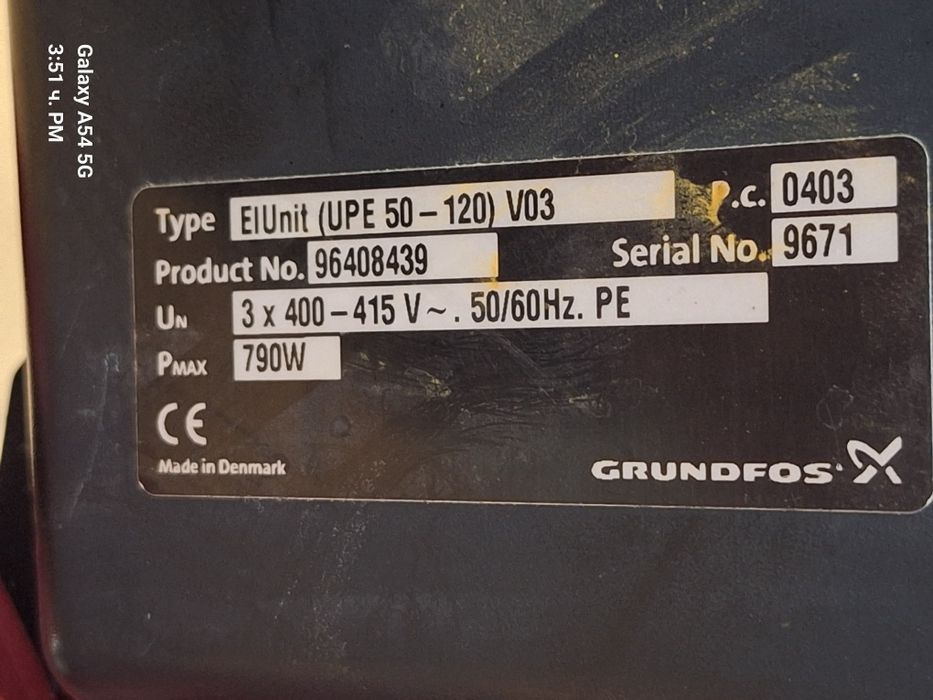 Type EIUnit (UPE 50 – 120) V03 P.c. 0403
Product No. 96408439 Serial No. 9671
UN 3 x 400 – 415 V ~ . 50/60Hz. PE
PMAX 790W
CE
Made in Denmark
GRUNDFOS
Galaxy A54 5G
3:51 ч. PM